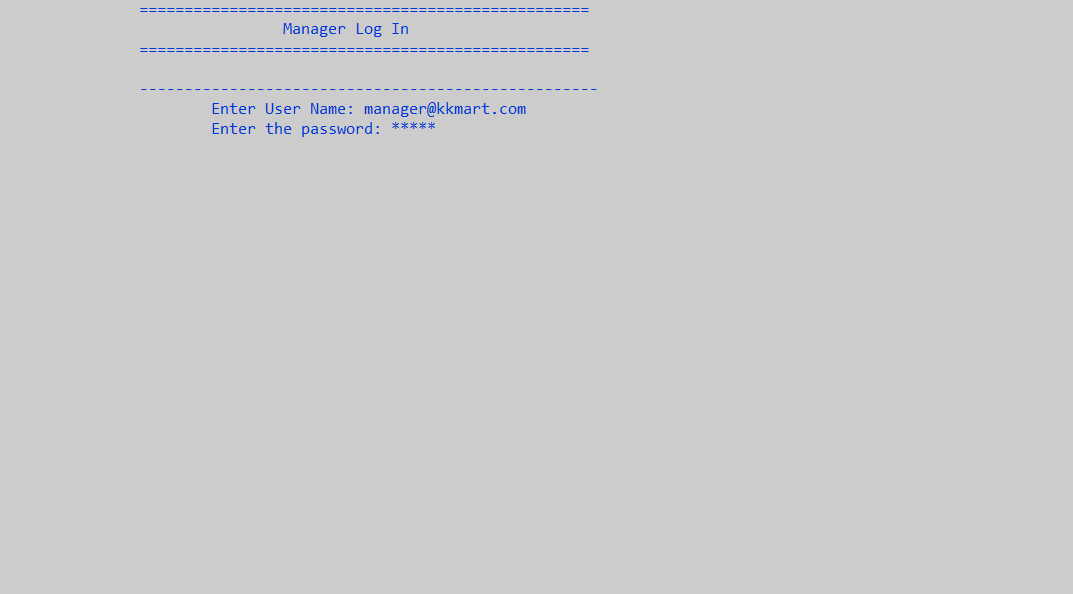 ==================================================
Manager Log In
==================================================
---------------------------------------------------
Enter User Name: manager@kkmart.com
Enter the password: *****